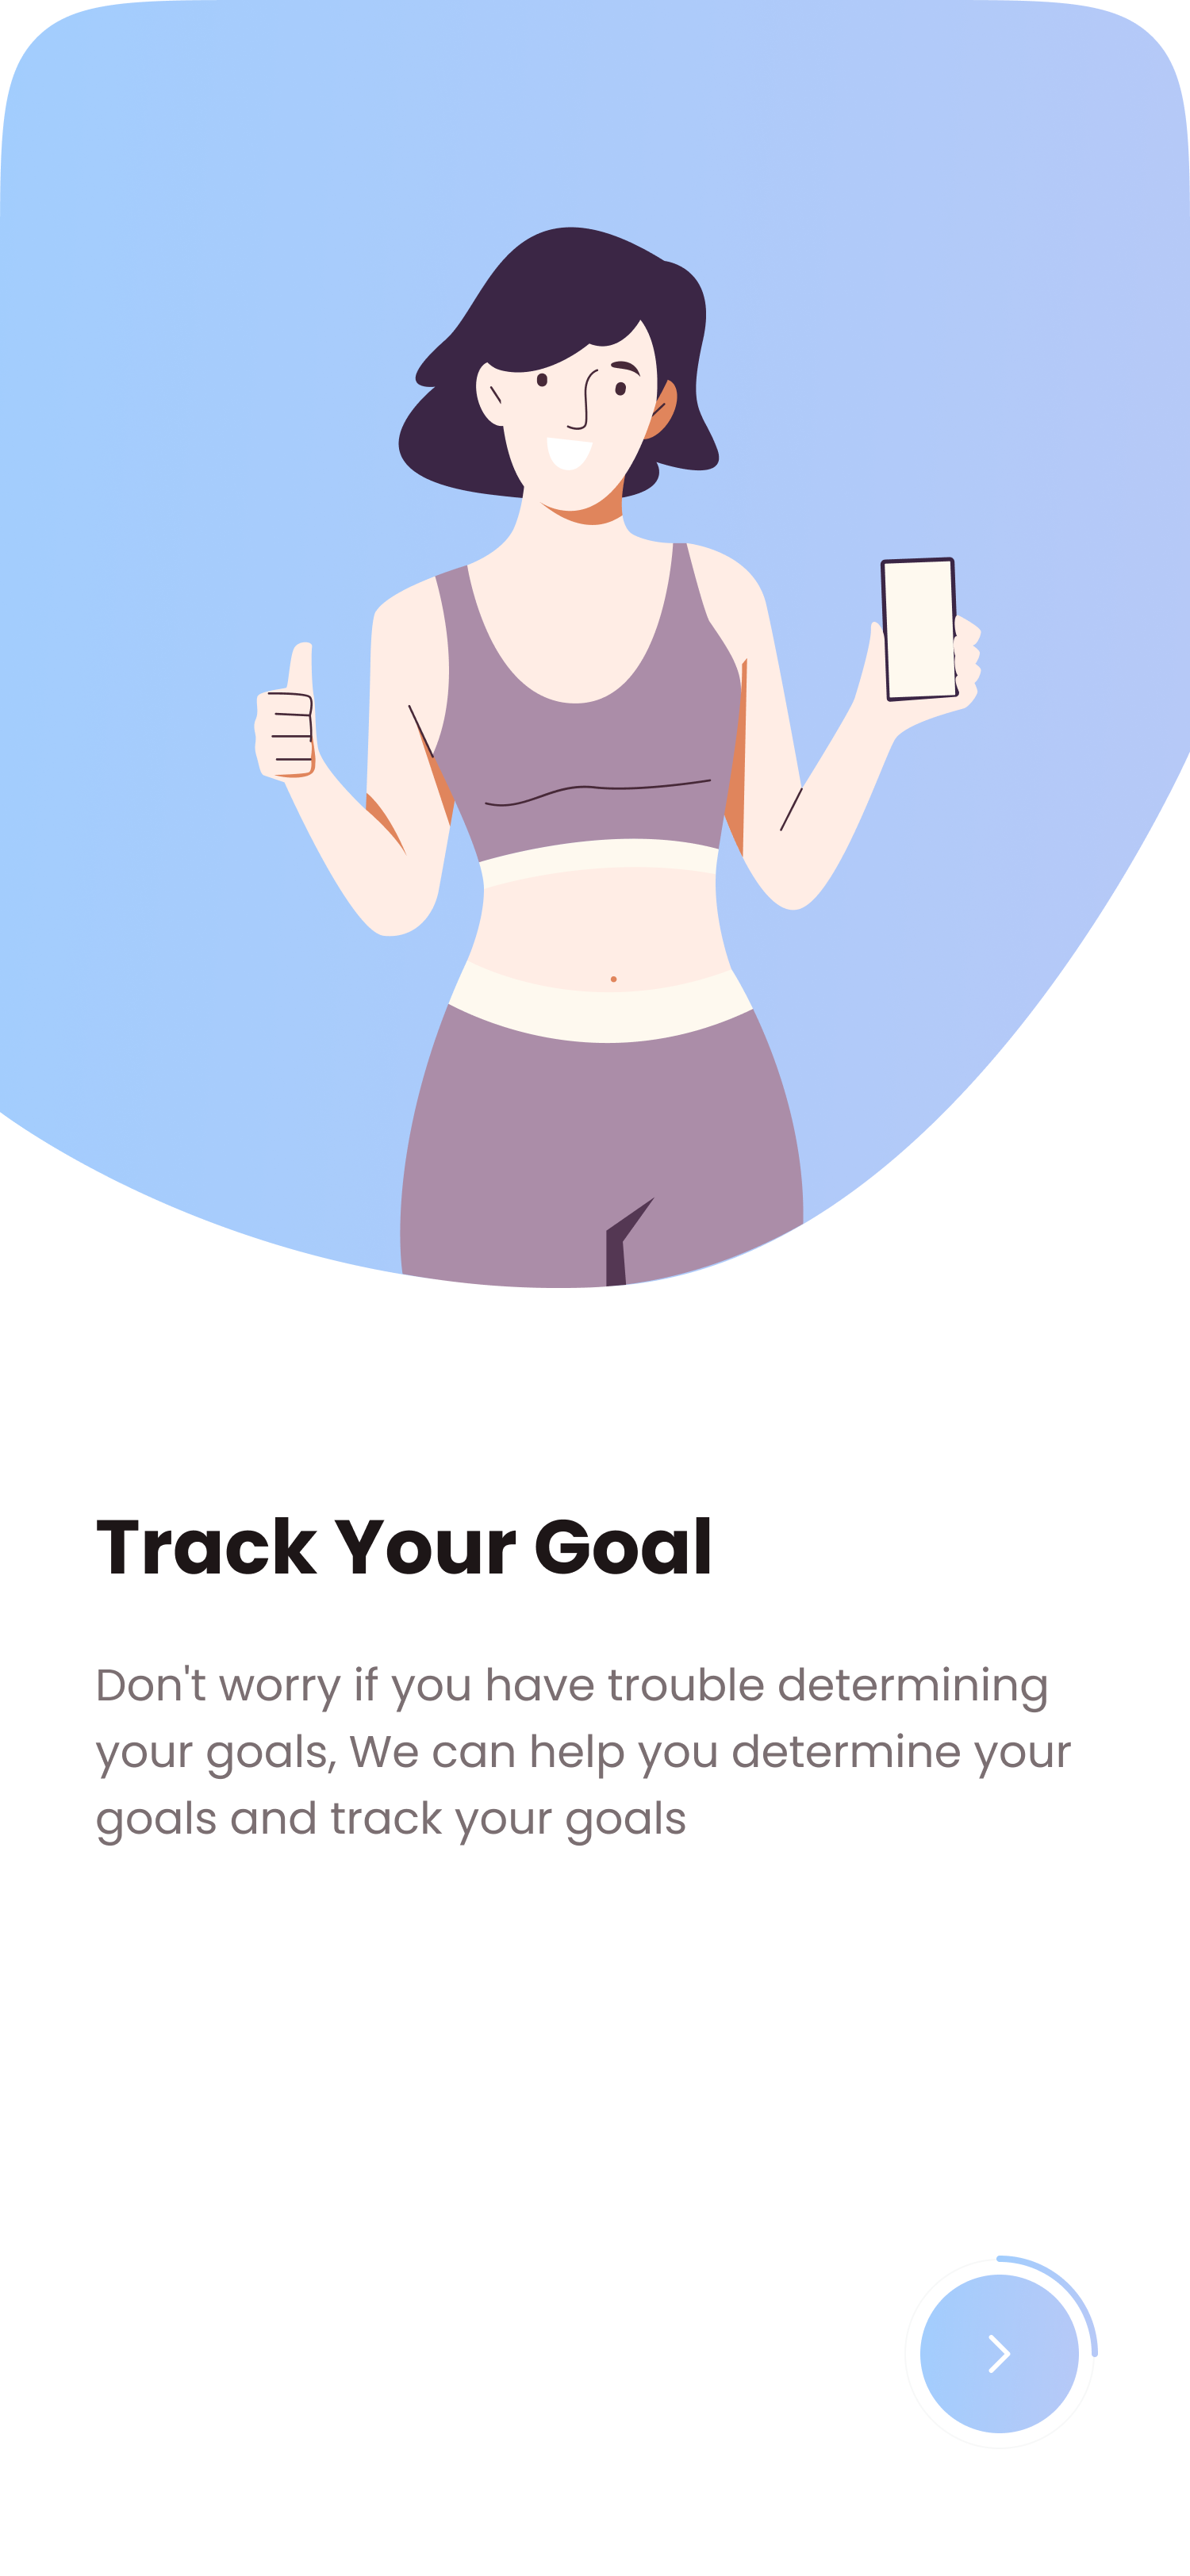 Track Your Goal
Don't worry if you have trouble determining
your goals, We can help you determine your
goals and track your goals